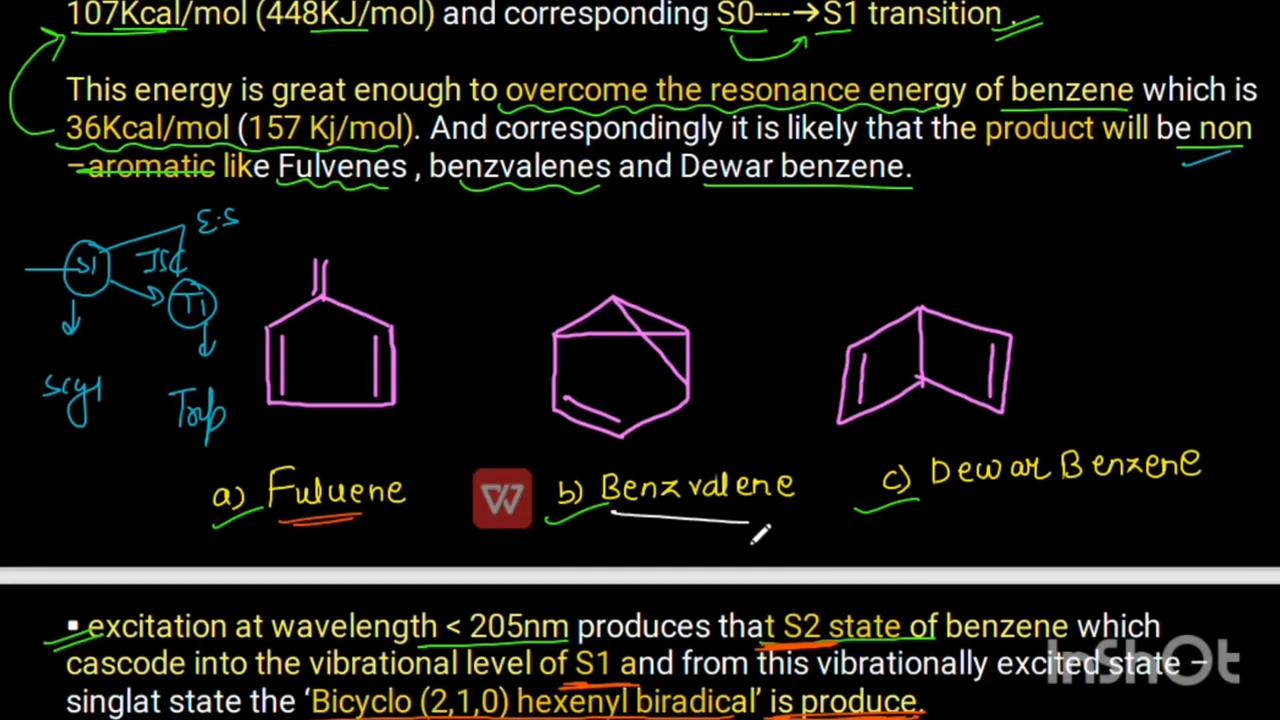 107Kcal/mol (448KJ/mol) and corresponding S0----→S1 transition .
This energy is great enough to overcome the resonance energy of benzene which is
36Kcal/mol (157 Kj/mol). And correspondingly it is likely that the product will be non
–aromatic like Fulvenes , benzvalenes and Dewar benzene.
E.S
S1
ISC
T1
a) Fuluene
b) Benzvalene
c) Dewar Benzene
▪ excitation at wavelength < 205nm produces that S2 state of benzene which
cascode into the vibrational level of S1 and from this vibrationally excited state –
singlat state the ‘Bicyclo (2,1,0) hexenyl biradical’ is produce.
InShOt